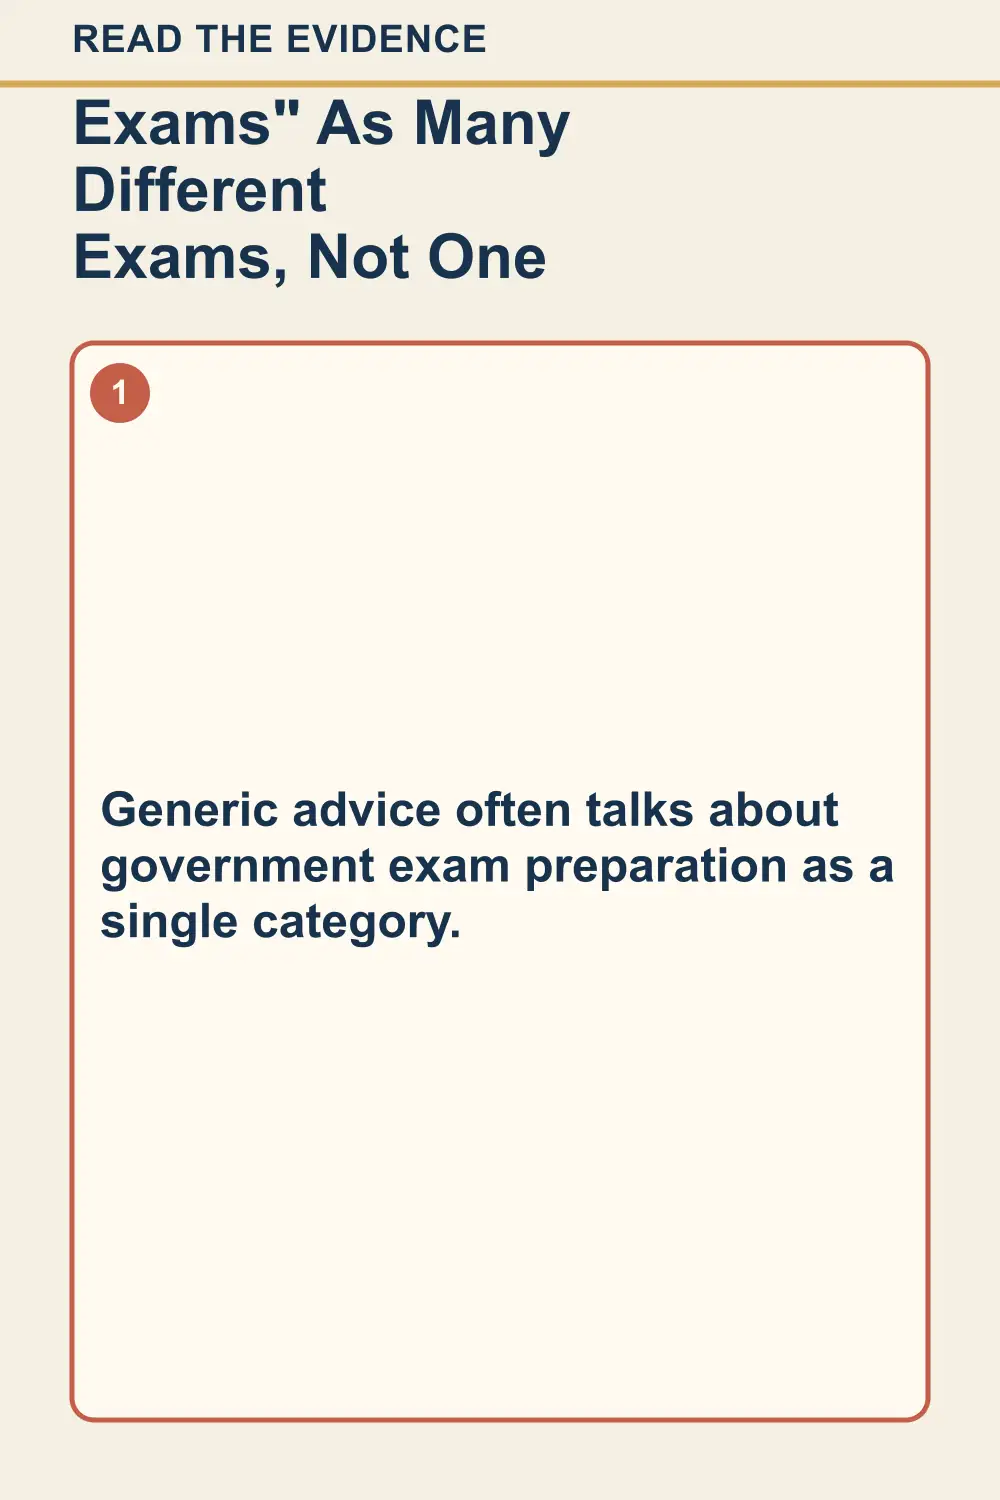 READ THE EVIDENCE
Exams" As Many
Different
Exams, Not One
1
Generic advice often talks about
government exam preparation as a
single category.